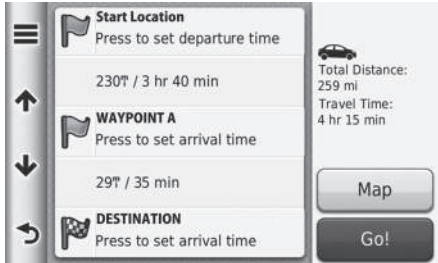 Start Location
Press to set departure time
230 mi / 3 hr 40 min
WAYPOINT A
Press to set arrival time
29 mi / 35 min
DESTINATION
Press to set arrival time
Total Distance:
259 mi
Travel Time:
4 hr 15 min
Map
Go!